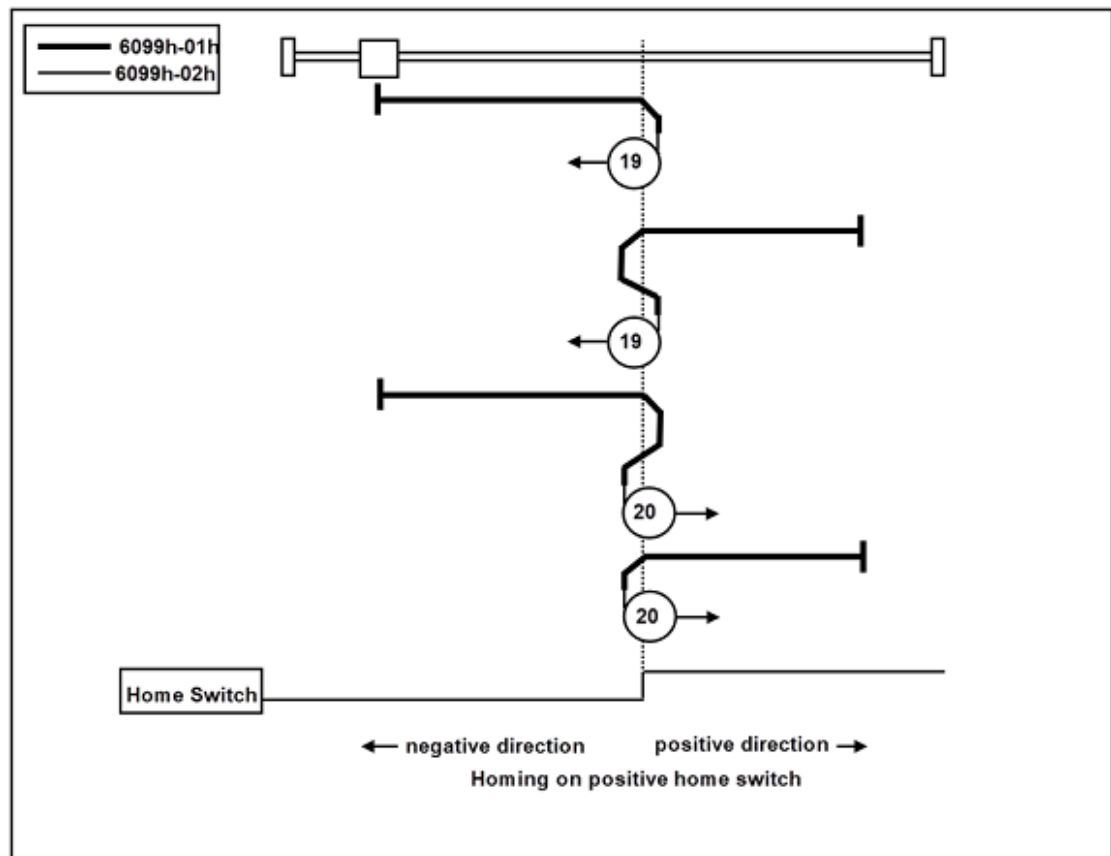 6099h-01h
6099h-02h
19
19
20
20
Home Switch
negative direction positive direction
Homing on positive home switch